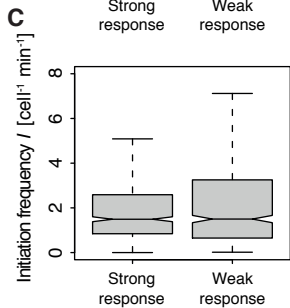 Strong Weak
response response
C
Initiation frequency I [cell⁻¹ min⁻¹]
8
6
4
2
0
Strong Weak
response response